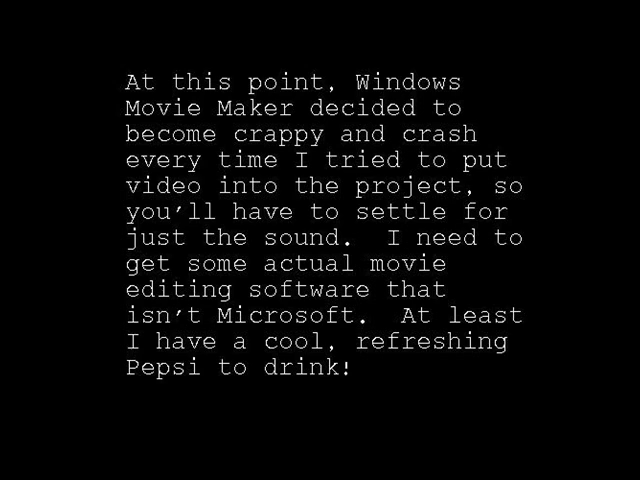 At this point, Windows
Movie Maker decided to
become crappy and crash
every time I tried to put
video into the project, so
you'll have to settle for
just the sound.  I need to
get some actual movie
editing software that
isn't Microsoft.  At least
I have a cool, refreshing
Pepsi to drink!